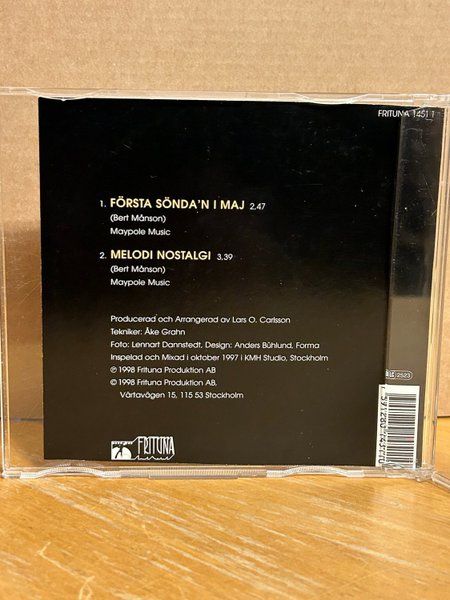 FRITUNA 1451 1
1. FÖRSTA SÖNDA'N I MAJ 2.47
(Bert Månson)
Maypole Music
2. MELODI NOSTALGI 3.39
(Bert Månson)
Maypole Music
Producerad och Arrangerad av Lars O. Carlsson
Tekniker: Åke Grahn
Foto: Lennart Dannstedt, Design: Anders Bühlund, Forma
Inspelad och Mixad i oktober 1997 i KMH Studio, Stockholm
℗ 1998 Frituna Produktion AB
© 1998 Frituna Produktion AB,
Värtavägen 15, 115 53 Stockholm
FRITUNA
2523